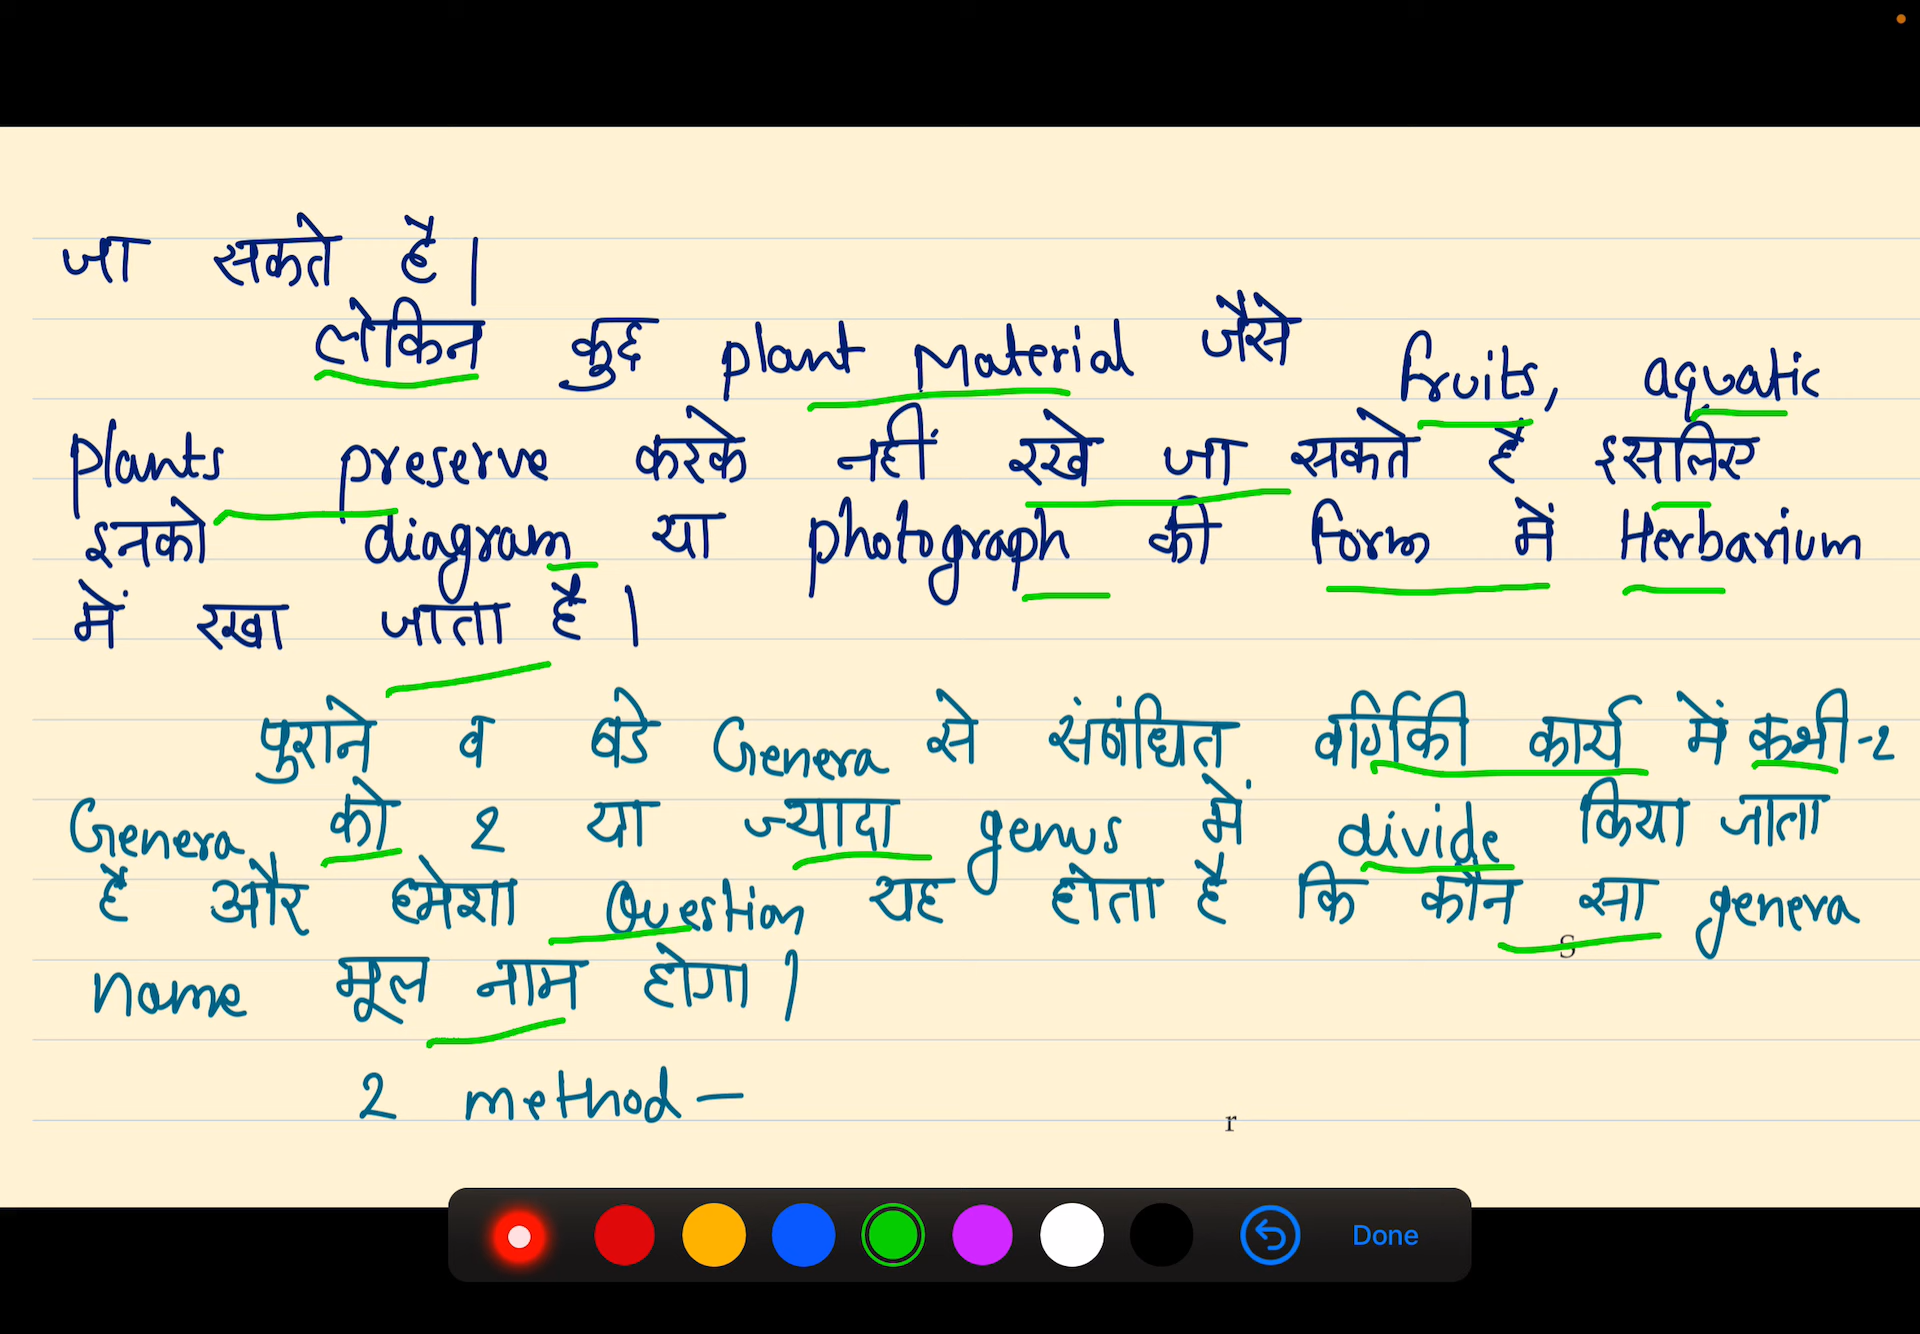 जा सकते है।
लेकिन कुछ plant Material जैसे fruits, aquatic
plants preserve करके नहीं रखे जा सकते है इसलिए
इनको diagram या photograph की form में Herbarium
में रखा जाता है।
पुराने व बडे Genera से संबंधित वर्गिकी कार्य में कभी-2
Genera को 2 या ज्यादा genus में divide किया जाता
है और हमेशा Question यह होता है कि कौन सा genera
s
name मूल नाम होगा।
2 method -
r
Done